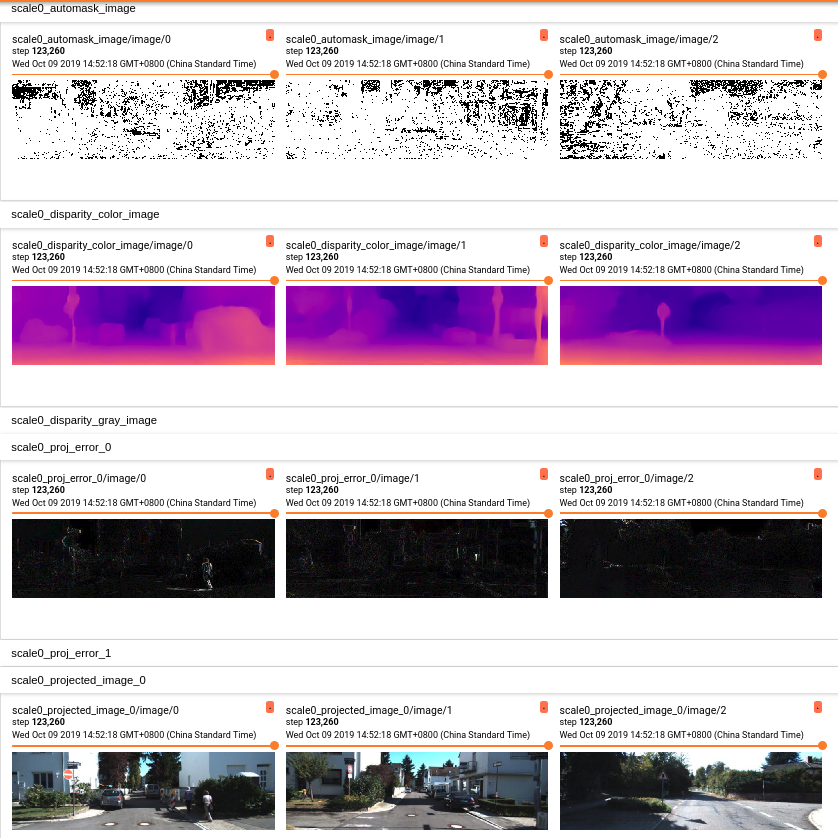 scale0_automask_image
scale0_automask_image/image/0
step 123,260
Wed Oct 09 2019 14:52:18 GMT+0800 (China Standard Time)
scale0_automask_image/image/1
step 123,260
Wed Oct 09 2019 14:52:18 GMT+0800 (China Standard Time)
scale0_automask_image/image/2
step 123,260
Wed Oct 09 2019 14:52:18 GMT+0800 (China Standard Time)
scale0_disparity_color_image
scale0_disparity_color_image/image/0
step 123,260
Wed Oct 09 2019 14:52:18 GMT+0800 (China Standard Time)
scale0_disparity_color_image/image/1
step 123,260
Wed Oct 09 2019 14:52:18 GMT+0800 (China Standard Time)
scale0_disparity_color_image/image/2
step 123,260
Wed Oct 09 2019 14:52:18 GMT+0800 (China Standard Time)
scale0_disparity_gray_image
scale0_proj_error_0
scale0_proj_error_0/image/0
step 123,260
Wed Oct 09 2019 14:52:18 GMT+0800 (China Standard Time)
scale0_proj_error_0/image/1
step 123,260
Wed Oct 09 2019 14:52:18 GMT+0800 (China Standard Time)
scale0_proj_error_0/image/2
step 123,260
Wed Oct 09 2019 14:52:18 GMT+0800 (China Standard Time)
scale0_proj_error_1
scale0_projected_image_0
scale0_projected_image_0/image/0
step 123,260
Wed Oct 09 2019 14:52:18 GMT+0800 (China Standard Time)
scale0_projected_image_0/image/1
step 123,260
Wed Oct 09 2019 14:52:18 GMT+0800 (China Standard Time)
scale0_projected_image_0/image/2
step 123,260
Wed Oct 09 2019 14:52:18 GMT+0800 (China Standard Time)